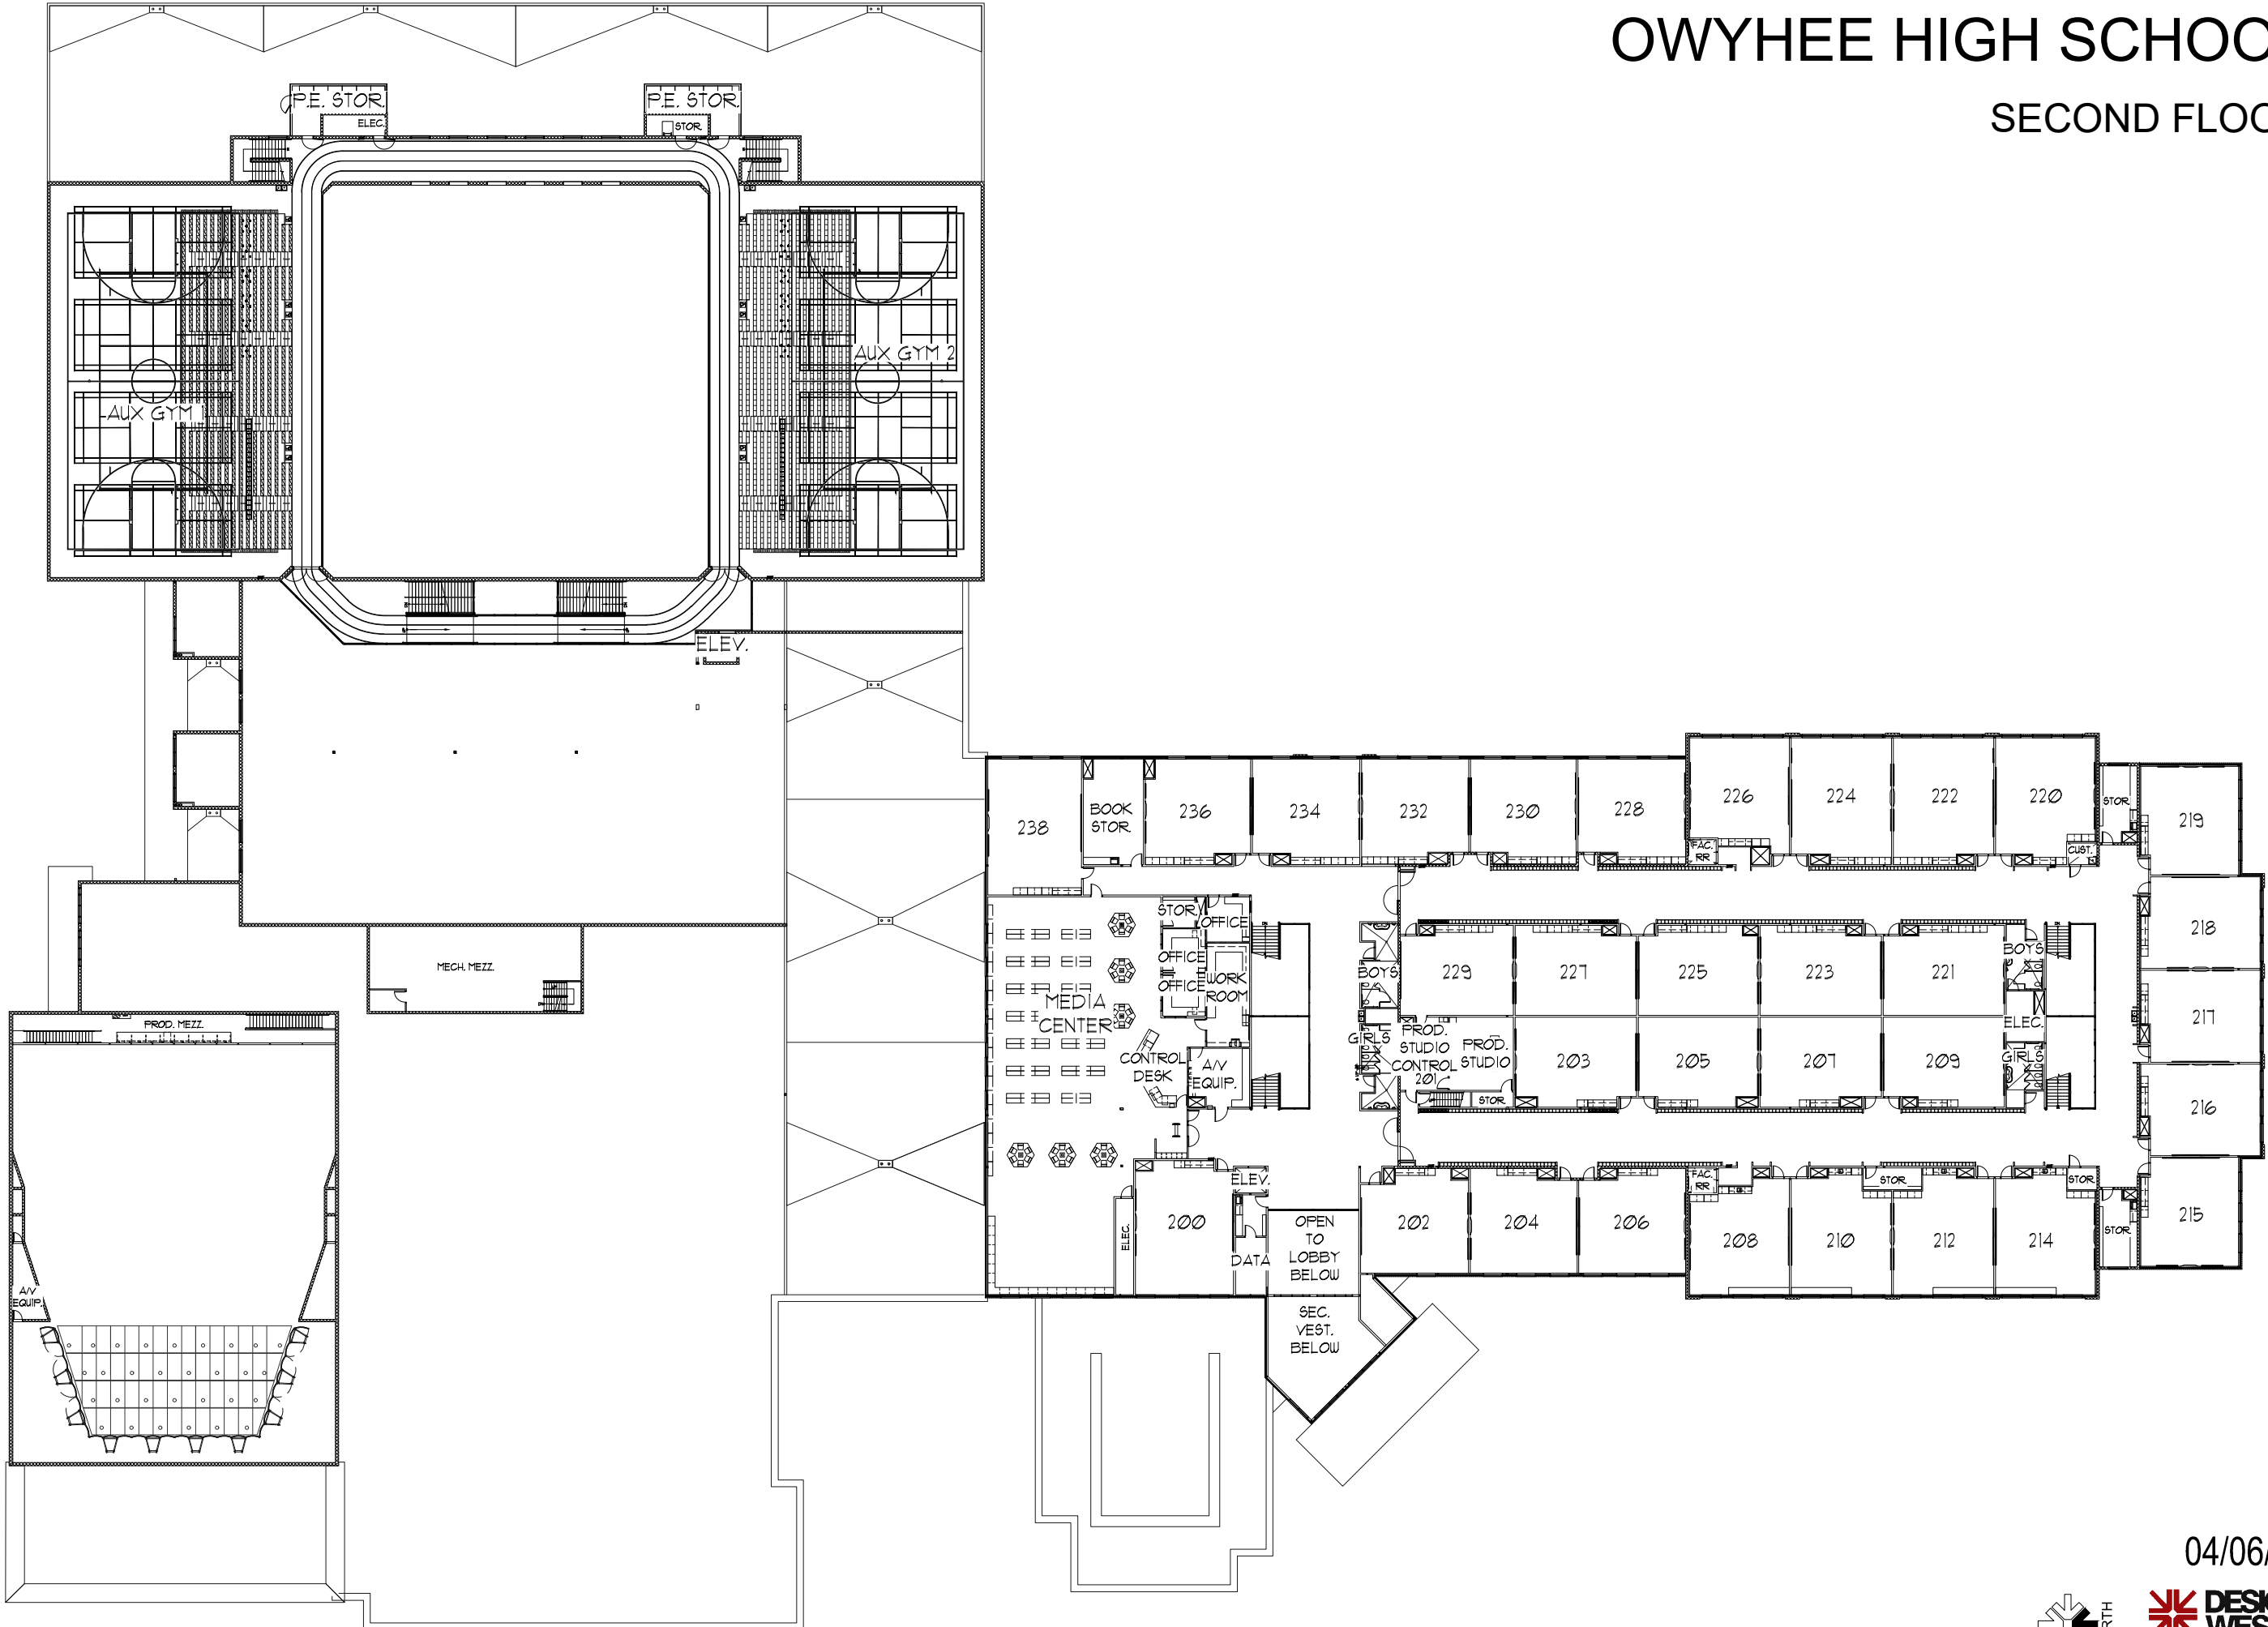 OWYHEE HIGH SCHOO
SECOND FLOO
P.E. STOR.
ELEC.
P.E. STOR.
STOR
AUX GYM 1
AUX GYM 2
ELEV.
MECH. MEZZ.
PROD. MEZZ.
A/V
EQUIP.
238
BOOK
STOR.
236
234
232
230
228
226
224
222
220
FAC.
RR
CUST.
STOR
219
218
217
216
215
STOR
OFFICE
OFFICE
OFFICE
WORK
ROOM
MEDIA
CENTER
CONTROL
DESK
A/V
EQUIP.
BOYS
GIRLS
229
227
225
223
221
BOYS
ELEC.
GIRLS
PROD.
STUDIO
CONTROL
201
PROD.
STUDIO
STOR
203
205
207
209
ELEC.
200
ELEV.
DATA
OPEN
TO
LOBBY
BELOW
SEC.
VEST.
BELOW
202
204
206
FAC.
RR
208
210
STOR
212
214
STOR
STOR
04/06/
RTH
DESIG
WES